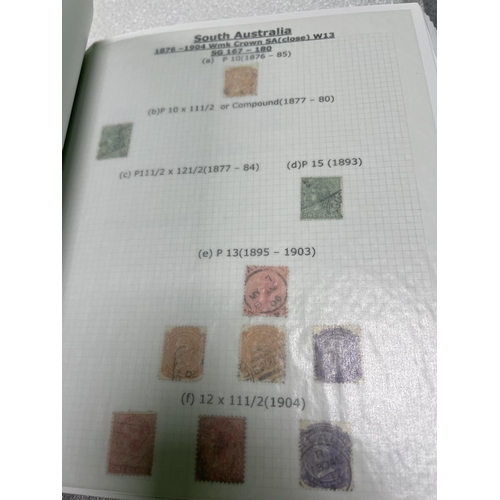 South Australia
1876 -1904 Wmk Crown SA(close) W13
SG 167 - 180
(a) P 10(1876 - 85)
(b)P 10 x 111/2 or Compound(1877 - 80)
(c) P111/2 x 121/2(1877 - 84) (d)P 15 (1893)
(e) P 13(1895 - 1903)
(f) 12 x 111/2(1904)